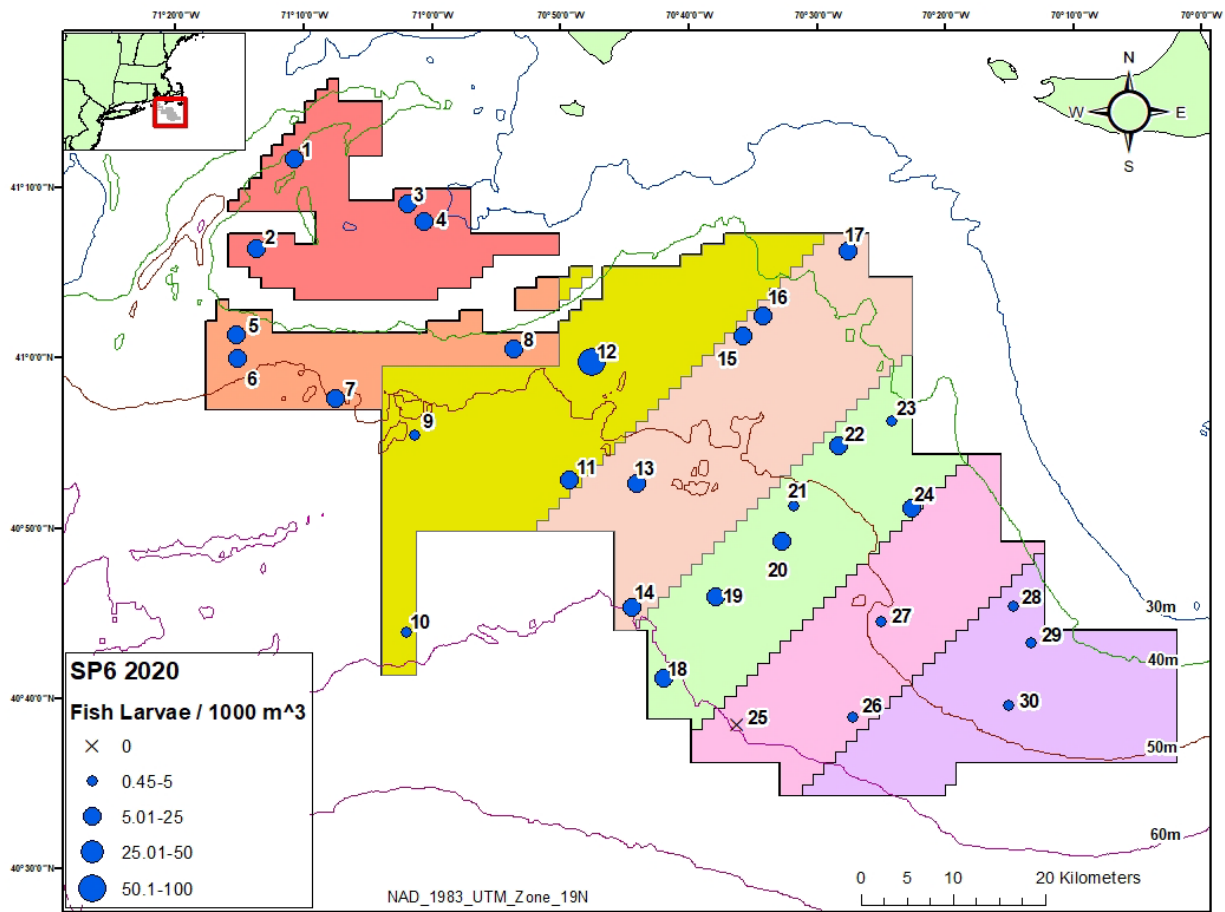 71°20'0"W 71°10'0"W 71°0'0"W 70°50'0"W 70°40'0"W 70°30'0"W 70°20'0"W 70°10'0"W 70°0'0"W
N
W E
S
1
41°10'0"N
3
4
2
17
16
5
15
8
12
41°0'0"N
6
7
9
23
22
11
13
21
24
40°50'0"N
20
14
19
28
30m
27
10
29
40m
SP6 2020
18
40°40'0"N
Fish Larvae / 1000 m^3
25
26
30
0
50m
0.45-5
5.01-25
60m
25.01-50
40°30'0"N
0 5 10 20 Kilometers
50.1-100
NAD_1983_UTM_Zone_19N